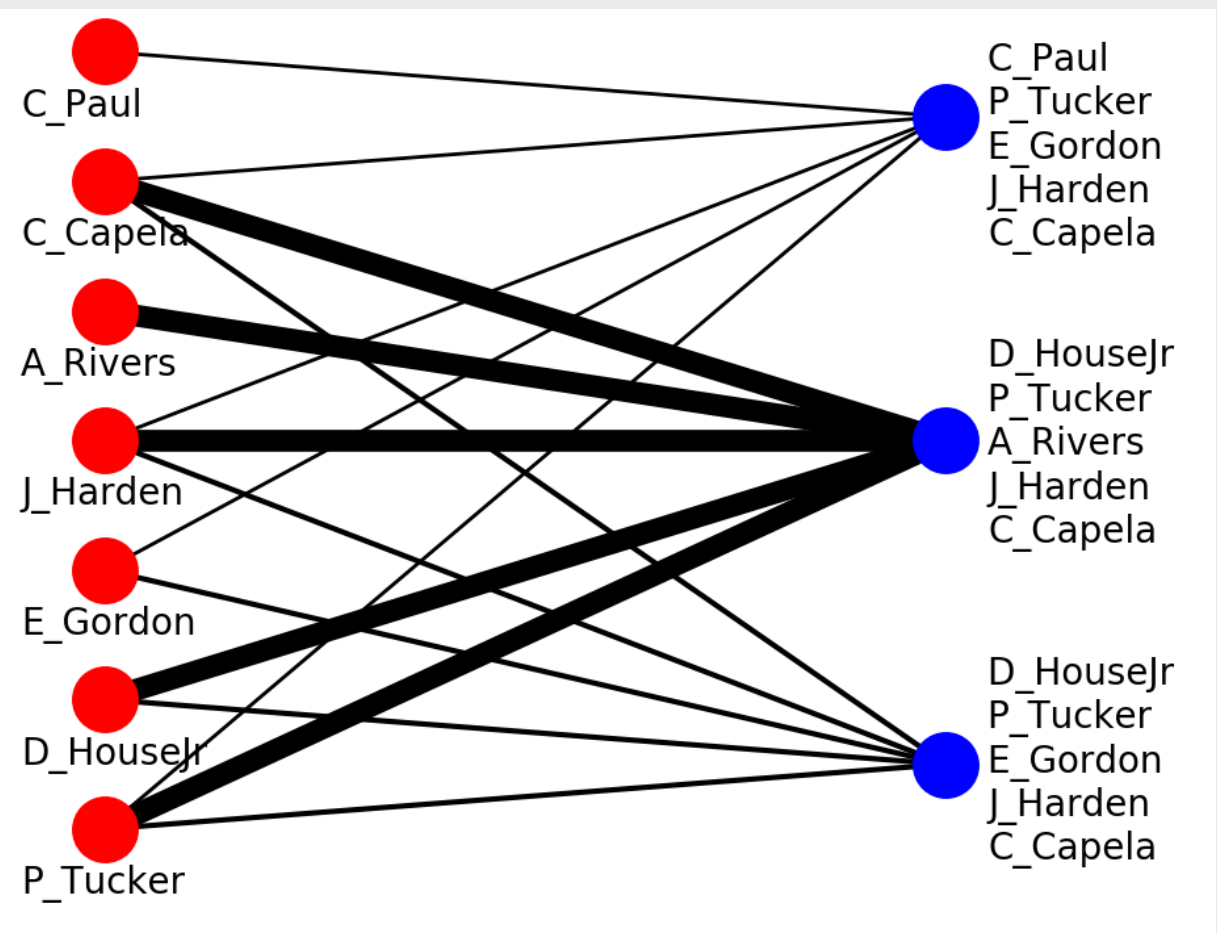 C_Paul
C_Capela
A_Rivers
J_Harden
E_Gordon
D_HouseJr
P_Tucker
C_Paul
P_Tucker
E_Gordon
J_Harden
C_Capela
D_HouseJr
P_Tucker
A_Rivers
J_Harden
C_Capela
D_HouseJr
P_Tucker
E_Gordon
J_Harden
C_Capela